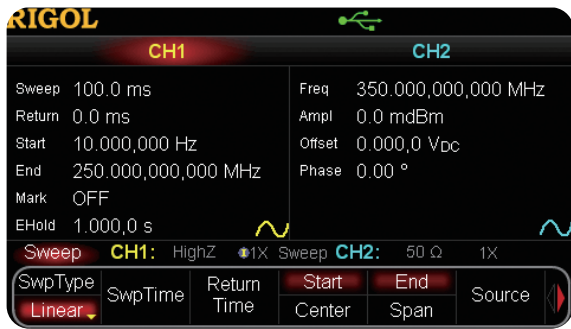 RIGOL
CH1 CH2
Sweep 100.0 ms
Return 0.0 ms
Start 10.000,000 Hz
End 250.000,000,000 MHz
Mark OFF
EHold 1.000,0 s
Freq 350.000,000,000 MHz
Ampl 0.0 mdBm
Offset 0.000,0 VDC
Phase 0.00 °
Sweep CH1: HighZ 1X Sweep CH2: 50 Ω 1X
SwpType Linear
SwpTime
Return Time
Start Center
End Span
Source